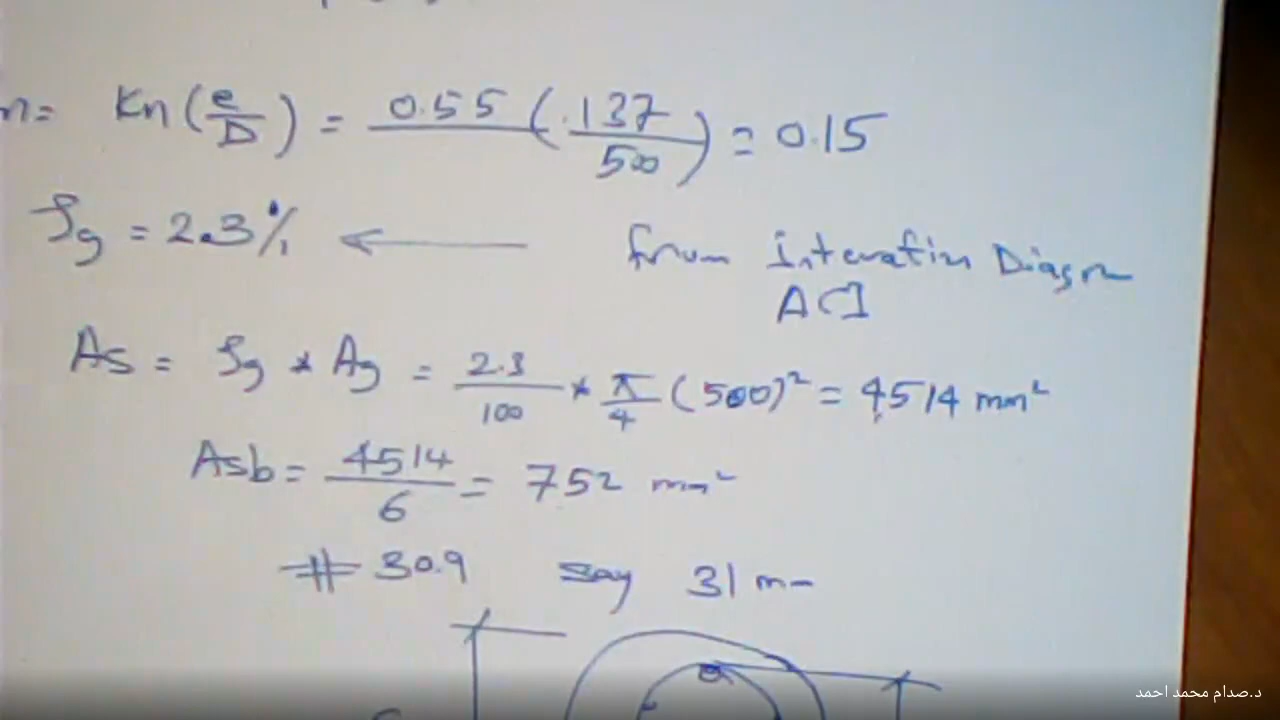 n= Kn(e/D) = 0.55 (.137/500) = 0.15
ρg = 2.3% ← from Interaction Diagram
ACI
As = ρg * Ag = 2.3/100 * π/4 (500)² = 4514 mm²
Asb = 4514/6 = 752 mm²
# 30.9 say 31 mm
د.صدام محمد احمد